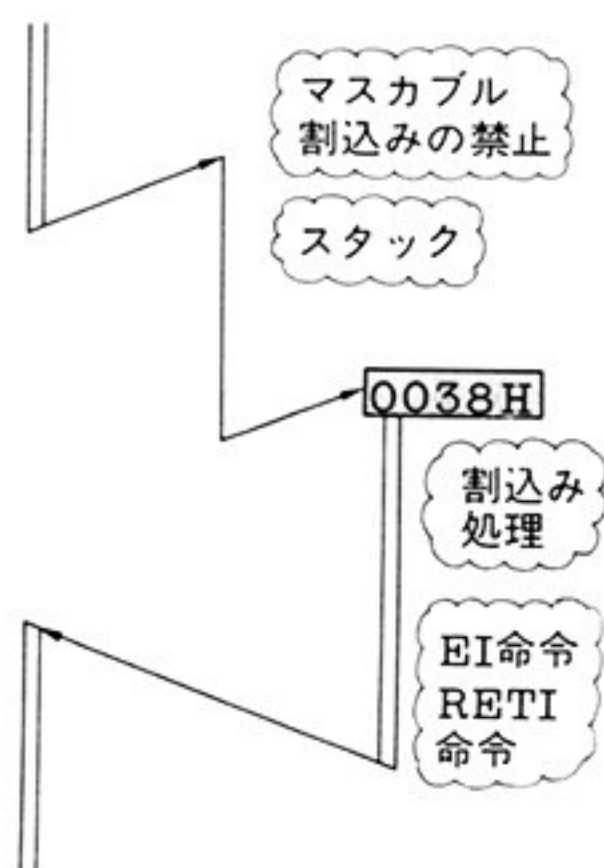 マスカブル
割込みの禁止
スタック
0038H
割込み
処理
EI命令
RETI
命令